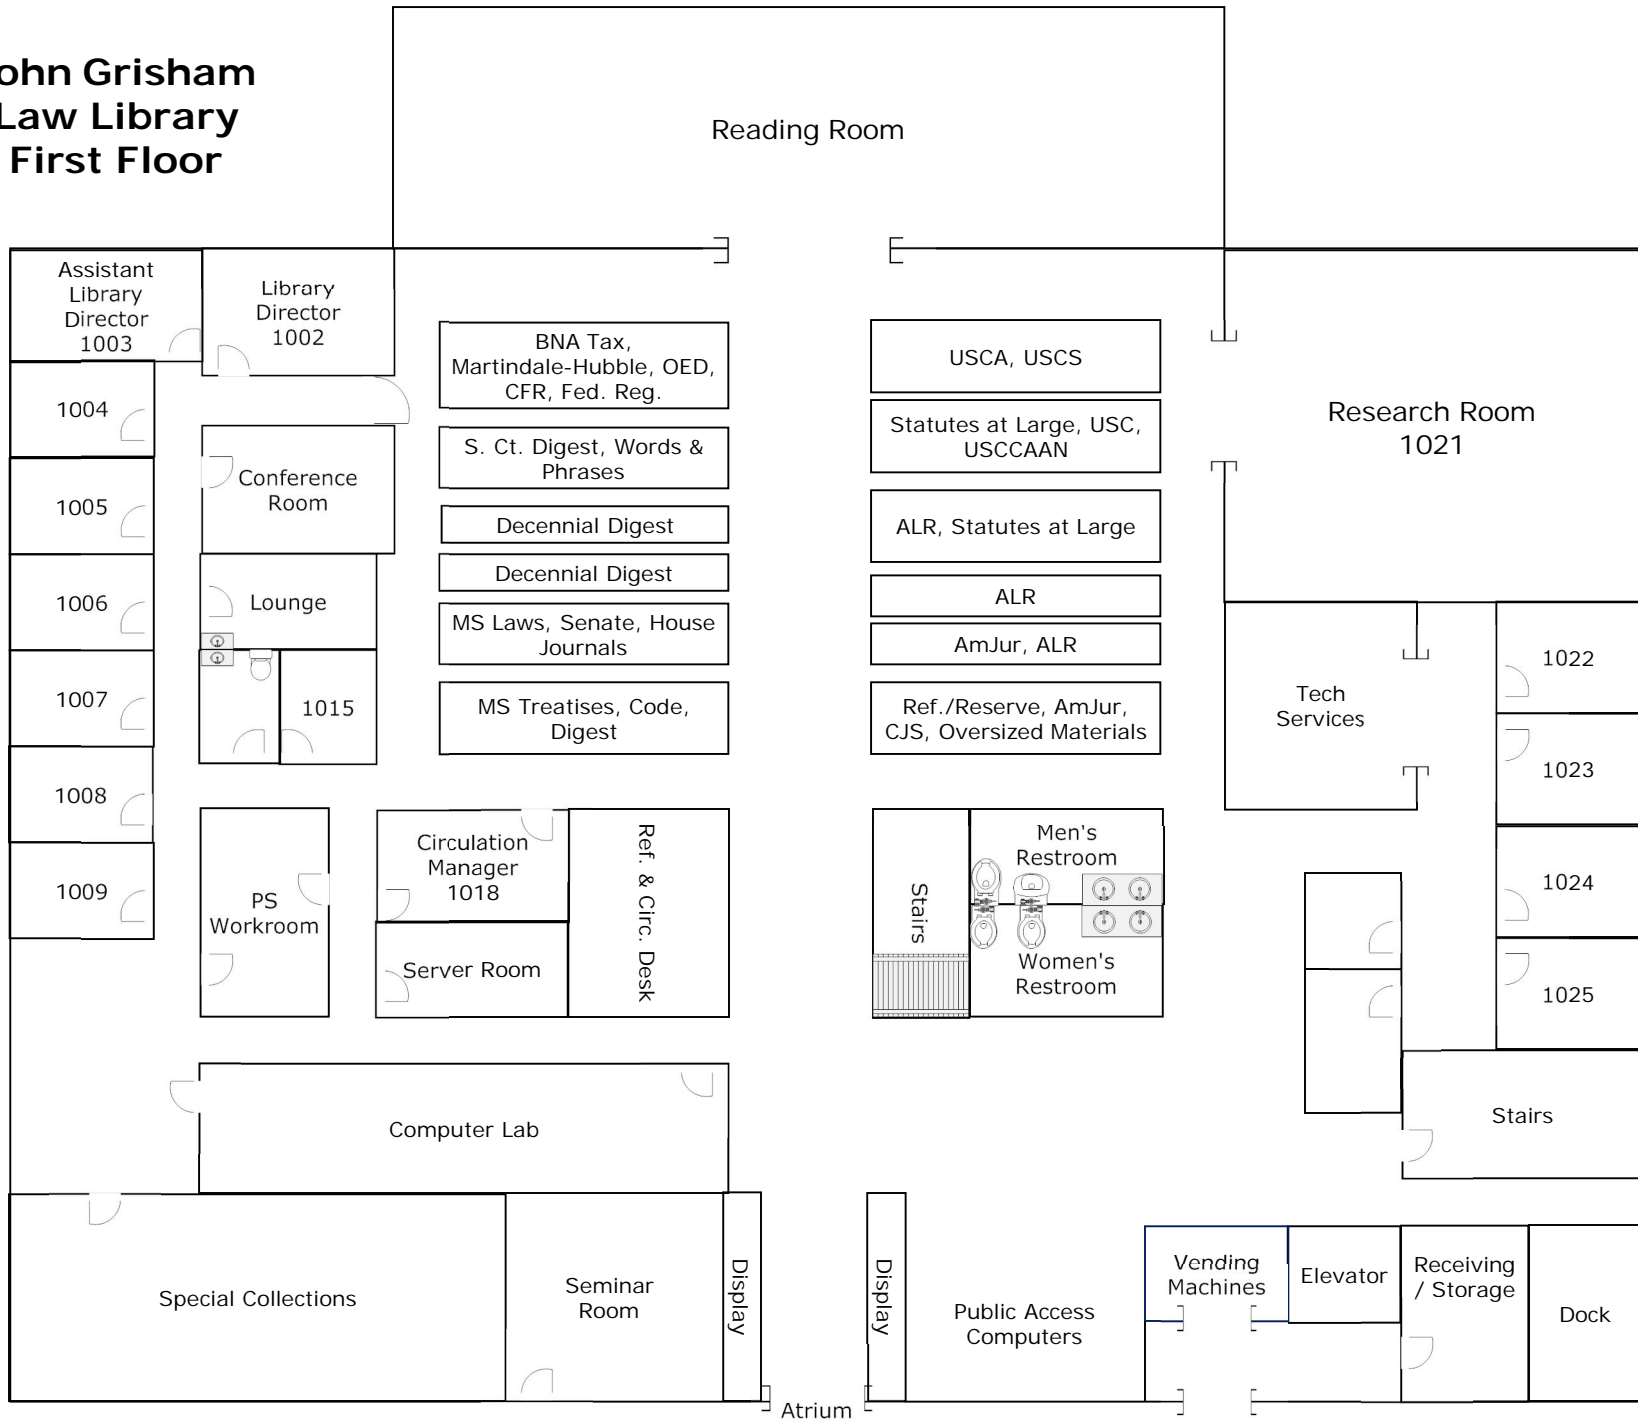 ohn Grisham
Law Library
First Floor
Reading Room
Assistant
Library
Director
1003
Library
Director
1002
BNA Tax,
Martindale-Hubble, OED,
CFR, Fed. Reg.
USCA, USCS
1004
Statutes at Large, USC,
USCCAAN
Research Room
1021
S. Ct. Digest, Words &
Phrases
Conference
Room
1005
Decennial Digest
ALR, Statutes at Large
Decennial Digest
1006
Lounge
ALR
MS Laws, Senate, House
Journals
AmJur, ALR
1022
1007
1015
MS Treatises, Code,
Digest
Ref./Reserve, AmJur,
CJS, Oversized Materials
Tech
Services
1023
1008
Circulation
Manager
1018
Ref. & Circ. Desk
Stairs
Men's
Restroom
1009
PS
Workroom
1024
Server Room
Women's
Restroom
1025
Computer Lab
Stairs
Special Collections
Seminar
Room
Display
Display
Public Access
Computers
Vending
Machines
Elevator
Receiving
/ Storage
Dock
Atrium